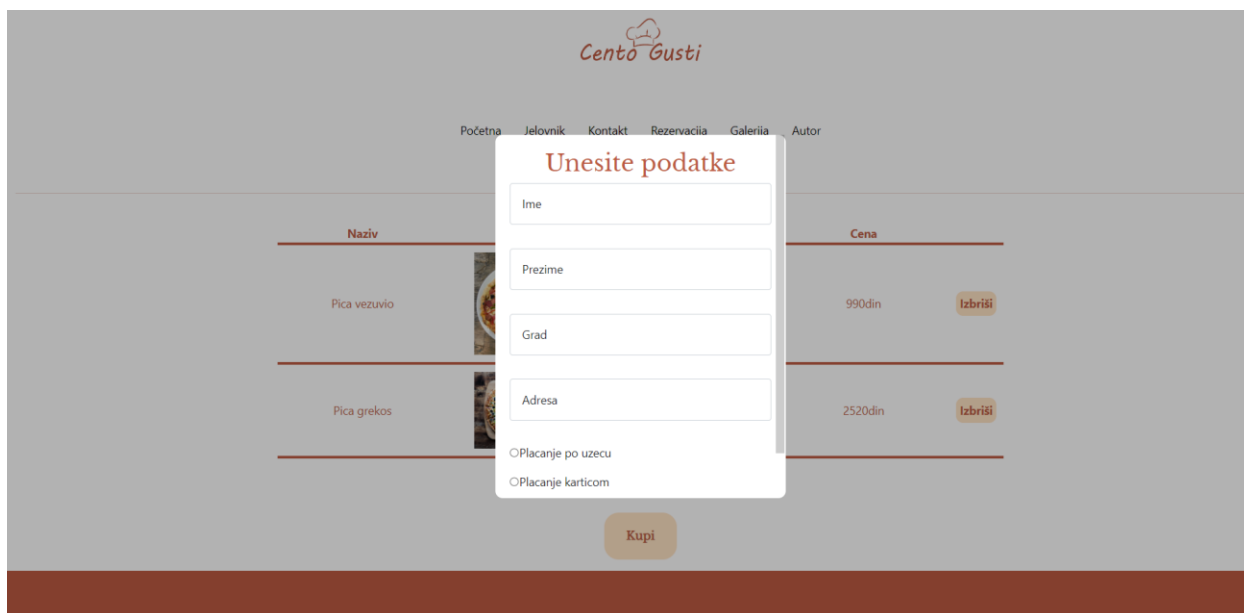 Cento Gusti
Početna Jelovnik Kontakt Rezervacija Galerija Autor
Unesite podatke
Ime
Naziv Cena
Prezime
Pica vezuvio 990din Izbriši
Grad
Adresa
Pica grekos 2520din Izbriši
Placanje po uzecu
Placanje karticom
Kupi